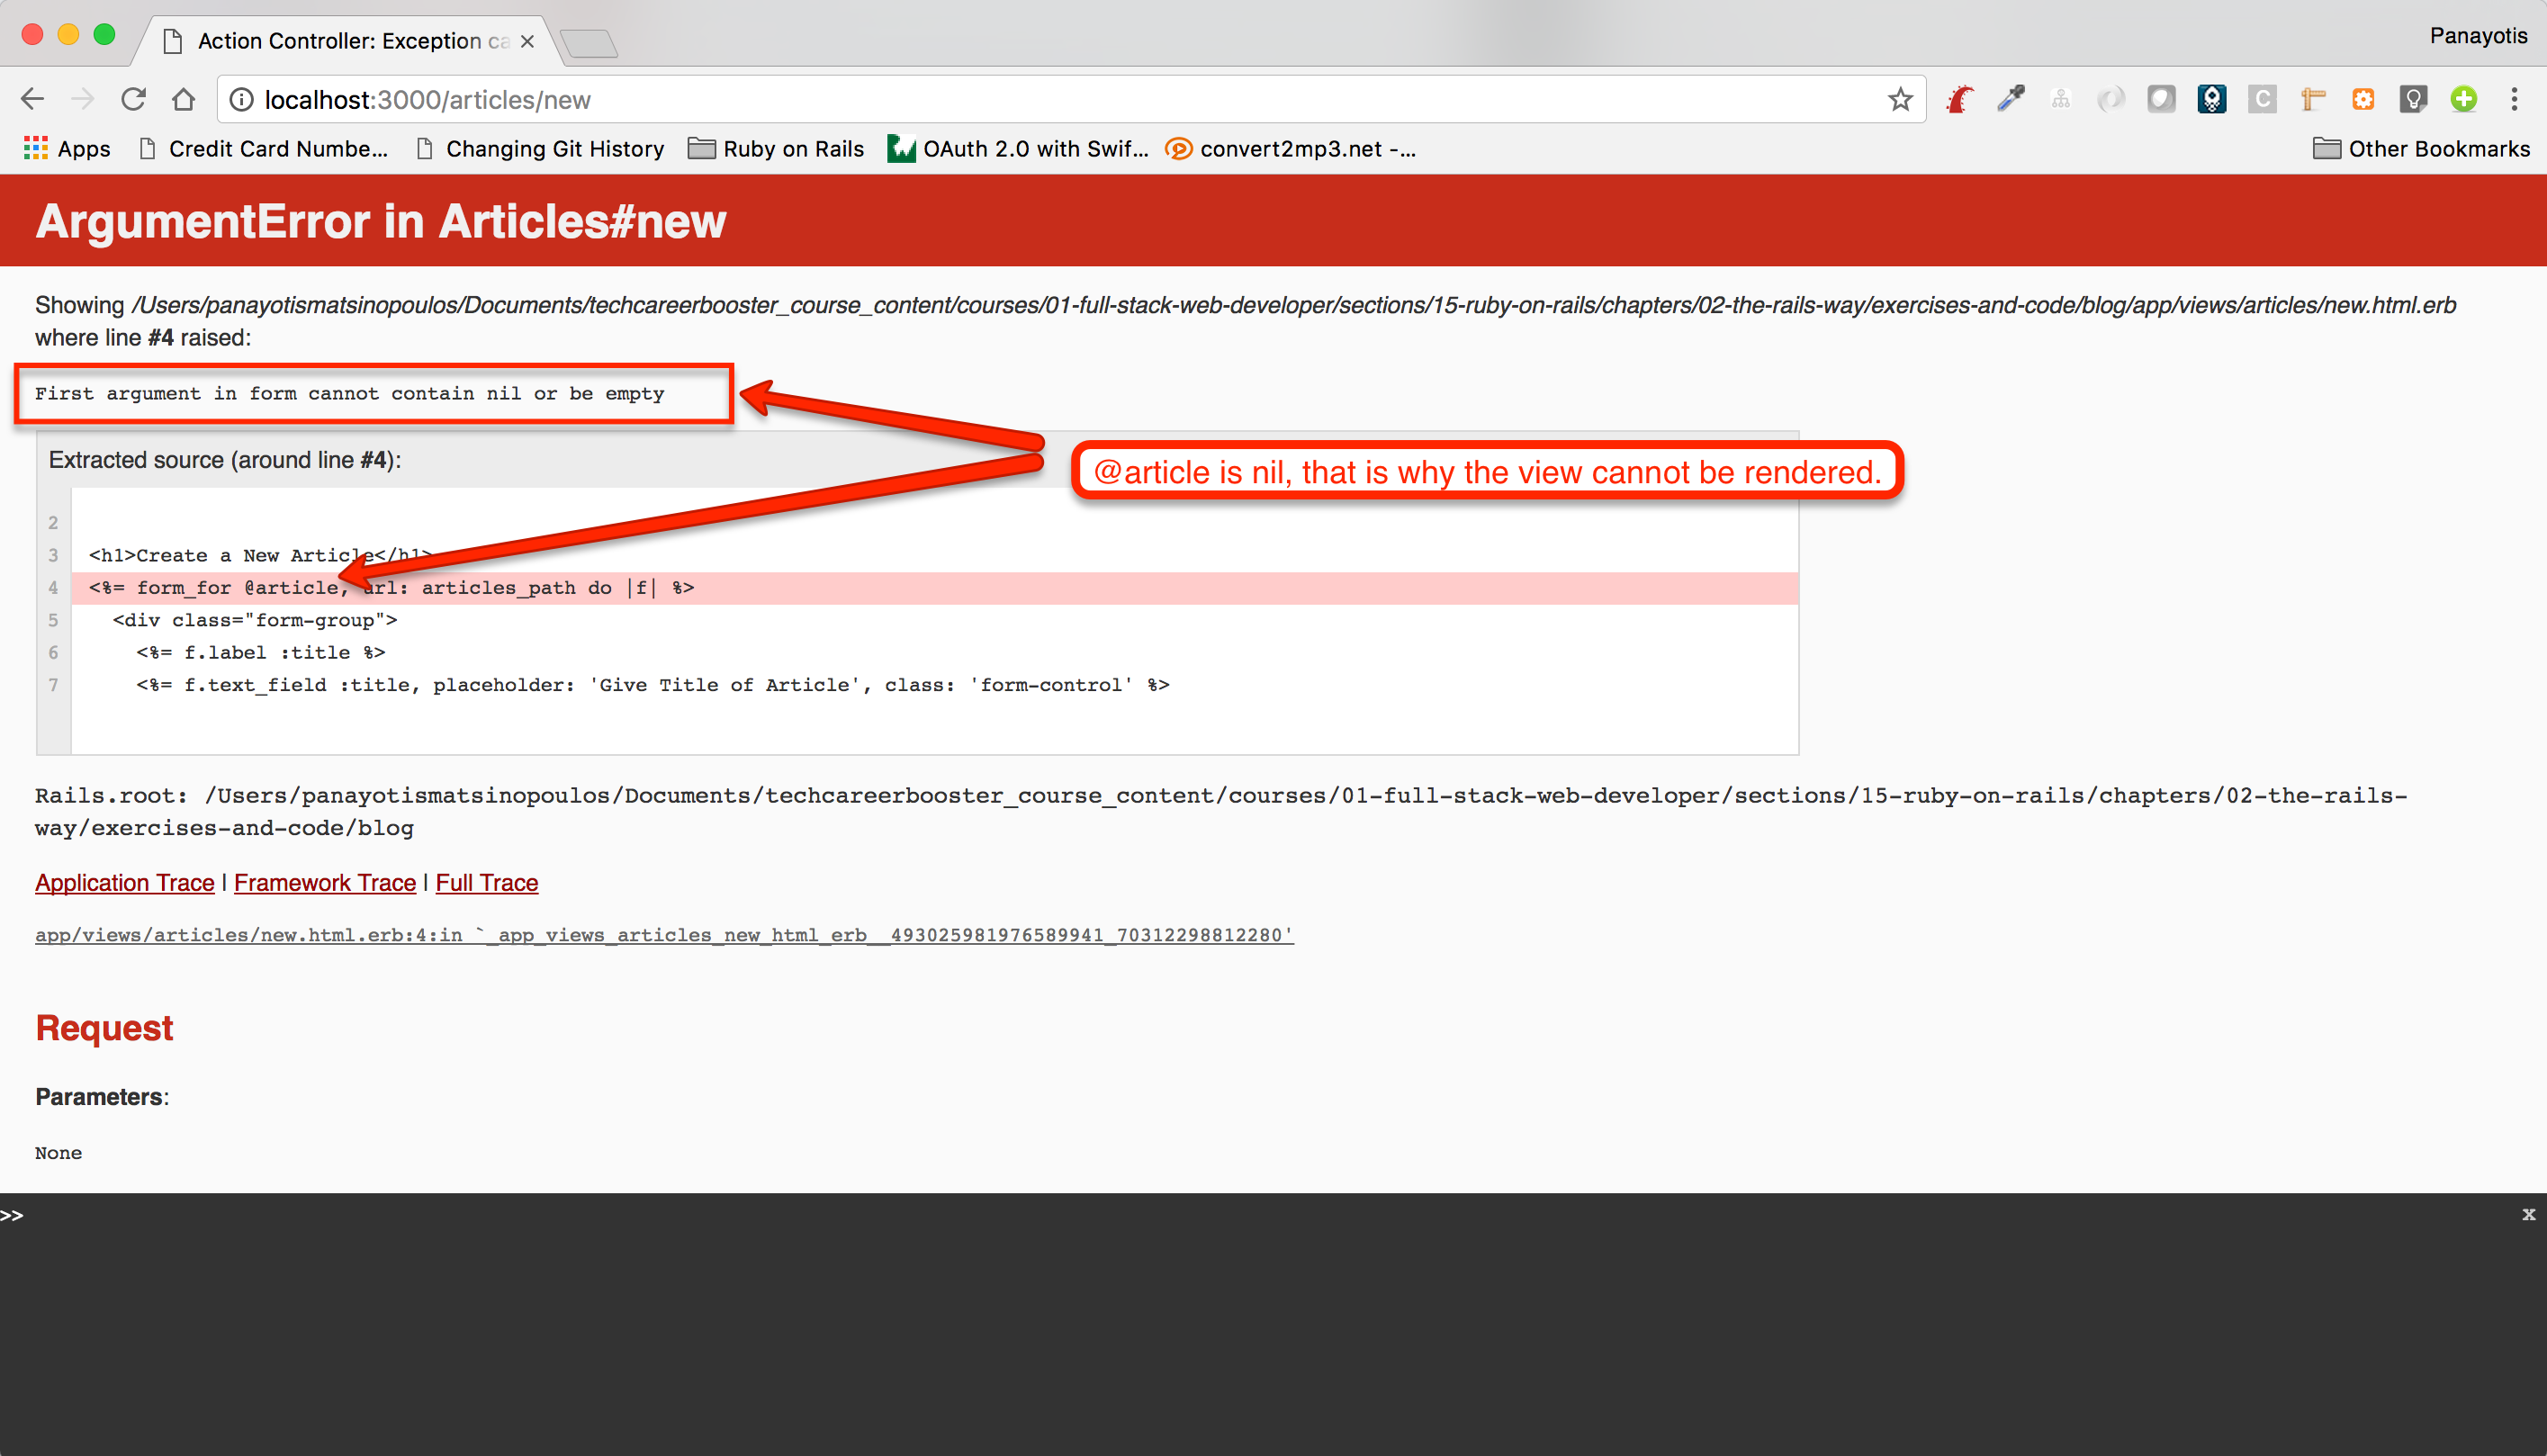 Action Controller: Exception ca
Panayotis
localhost:3000/articles/new
C
Apps
Credit Card Numbe...
Changing Git History
Ruby on Rails
OAuth 2.0 with Swif...
convert2mp3.net -...
Other Bookmarks
ArgumentError in Articles#new
Showing /Users/panayotismatsinopoulos/Documents/techcareerbooster_course_content/courses/01-full-stack-web-developer/sections/15-ruby-on-rails/chapters/02-the-rails-way/exercises-and-code/blog/app/views/articles/new.html.erb
where line #4 raised:
First argument in form cannot contain nil or be empty
@article is nil, that is why the view cannot be rendered.
Extracted source (around line #4):
2
3 <h1>Create a New Article</h1>
4 <%= form_for @article, url: articles_path do |f| %>
5 <div class="form-group">
6 <%= f.label :title %>
7 <%= f.text_field :title, placeholder: 'Give Title of Article', class: 'form-control' %>
Rails.root: /Users/panayotismatsinopoulos/Documents/techcareerbooster_course_content/courses/01-full-stack-web-developer/sections/15-ruby-on-rails/chapters/02-the-rails-
way/exercises-and-code/blog
Application Trace | Framework Trace | Full Trace
app/views/articles/new.html.erb:4:in `_app_views_articles_new_html_erb__493025981976589941_70312298812280'
Request
Parameters:
None
>>
x